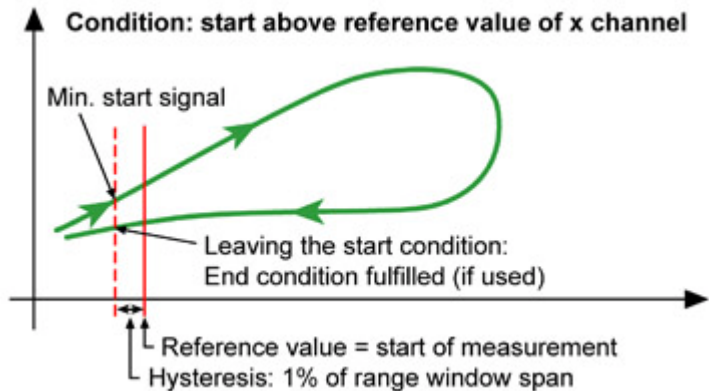 Condition: start above reference value of x channel
Min. start signal
Leaving the start condition:
End condition fulfilled (if used)
Reference value = start of measurement
Hysteresis: 1% of range window span